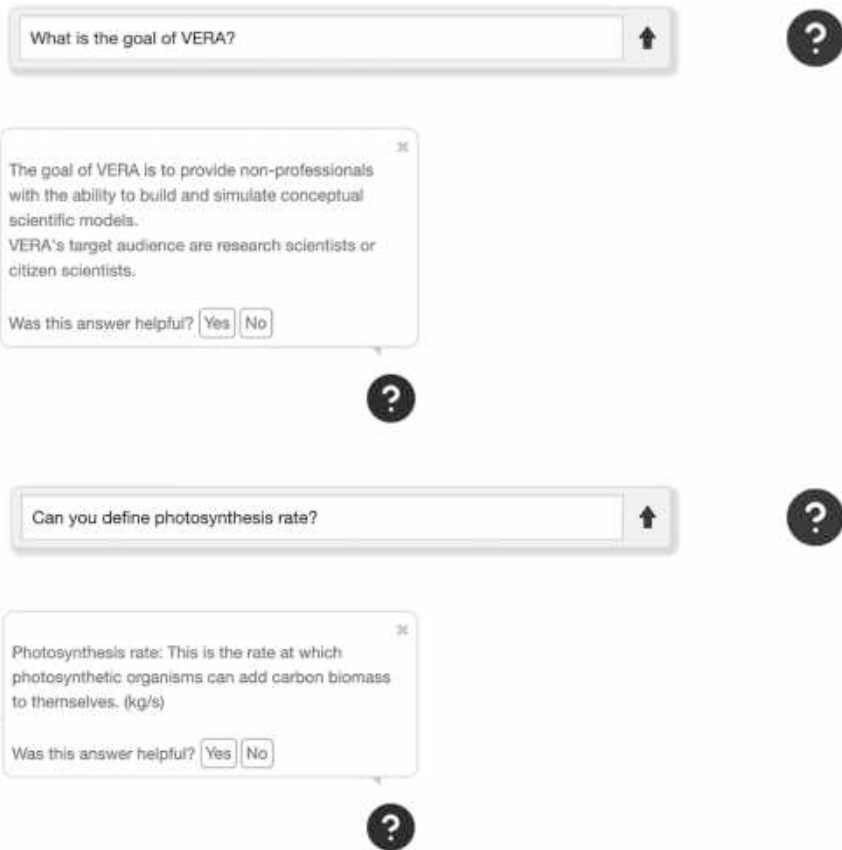 What is the goal of VERA?
?
The goal of VERA is to provide non-professionals
with the ability to build and simulate conceptual
scientific models.
VERA's target audience are research scientists or
citizen scientists.
Was this answer helpful? Yes No
?
Can you define photosynthesis rate?
?
Photosynthesis rate: This is the rate at which
photosynthetic organisms can add carbon biomass
to themselves. (kg/s)
Was this answer helpful? Yes No
?